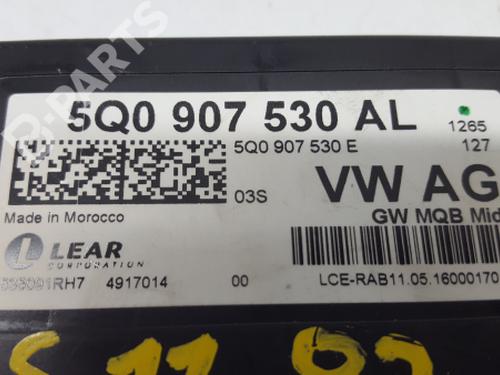 B-PARTS
5Q0 907 530 AL
1265
5Q0 907 530 E
127
03S
VW AG
Made in Morocco
GW MQB Mid
LEAR
CORPORATION
4917014
00
LCE-RAB11.05.16000170